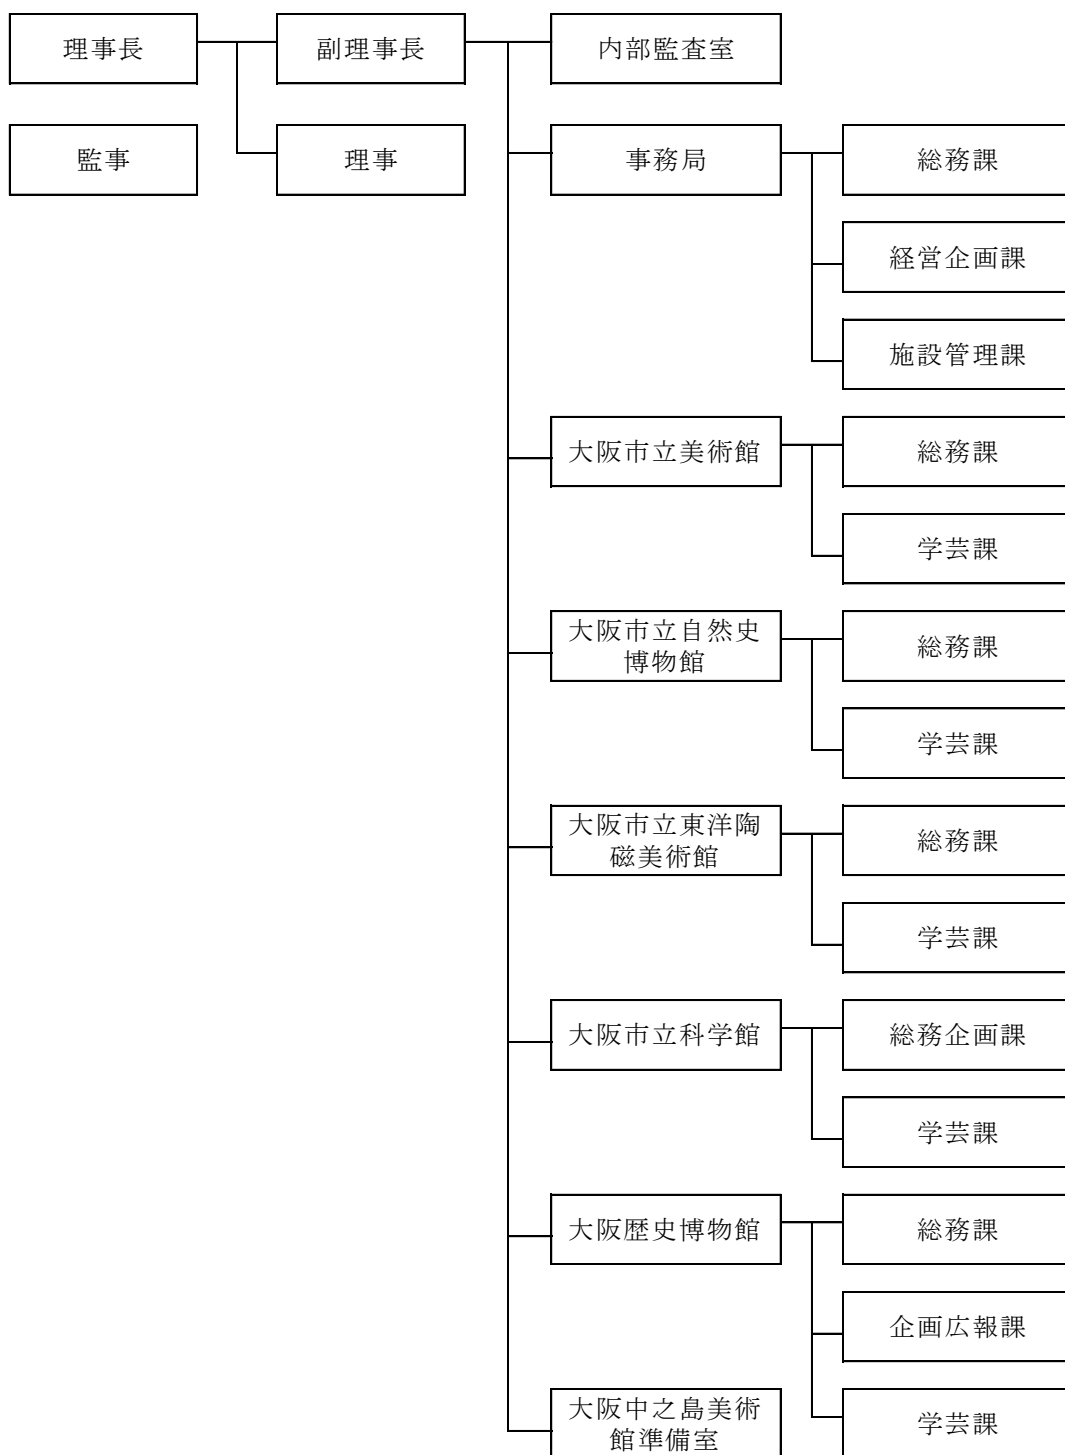 理事長
副理事長
内部監査室
監事
理事
事務局
総務課
経営企画課
施設管理課
大阪市立美術館
総務課
学芸課
大阪市立自然史
博物館
総務課
学芸課
大阪市立東洋陶
磁美術館
総務課
学芸課
大阪市立科学館
総務企画課
学芸課
大阪歴史博物館
総務課
企画広報課
大阪中之島美術
館準備室
学芸課